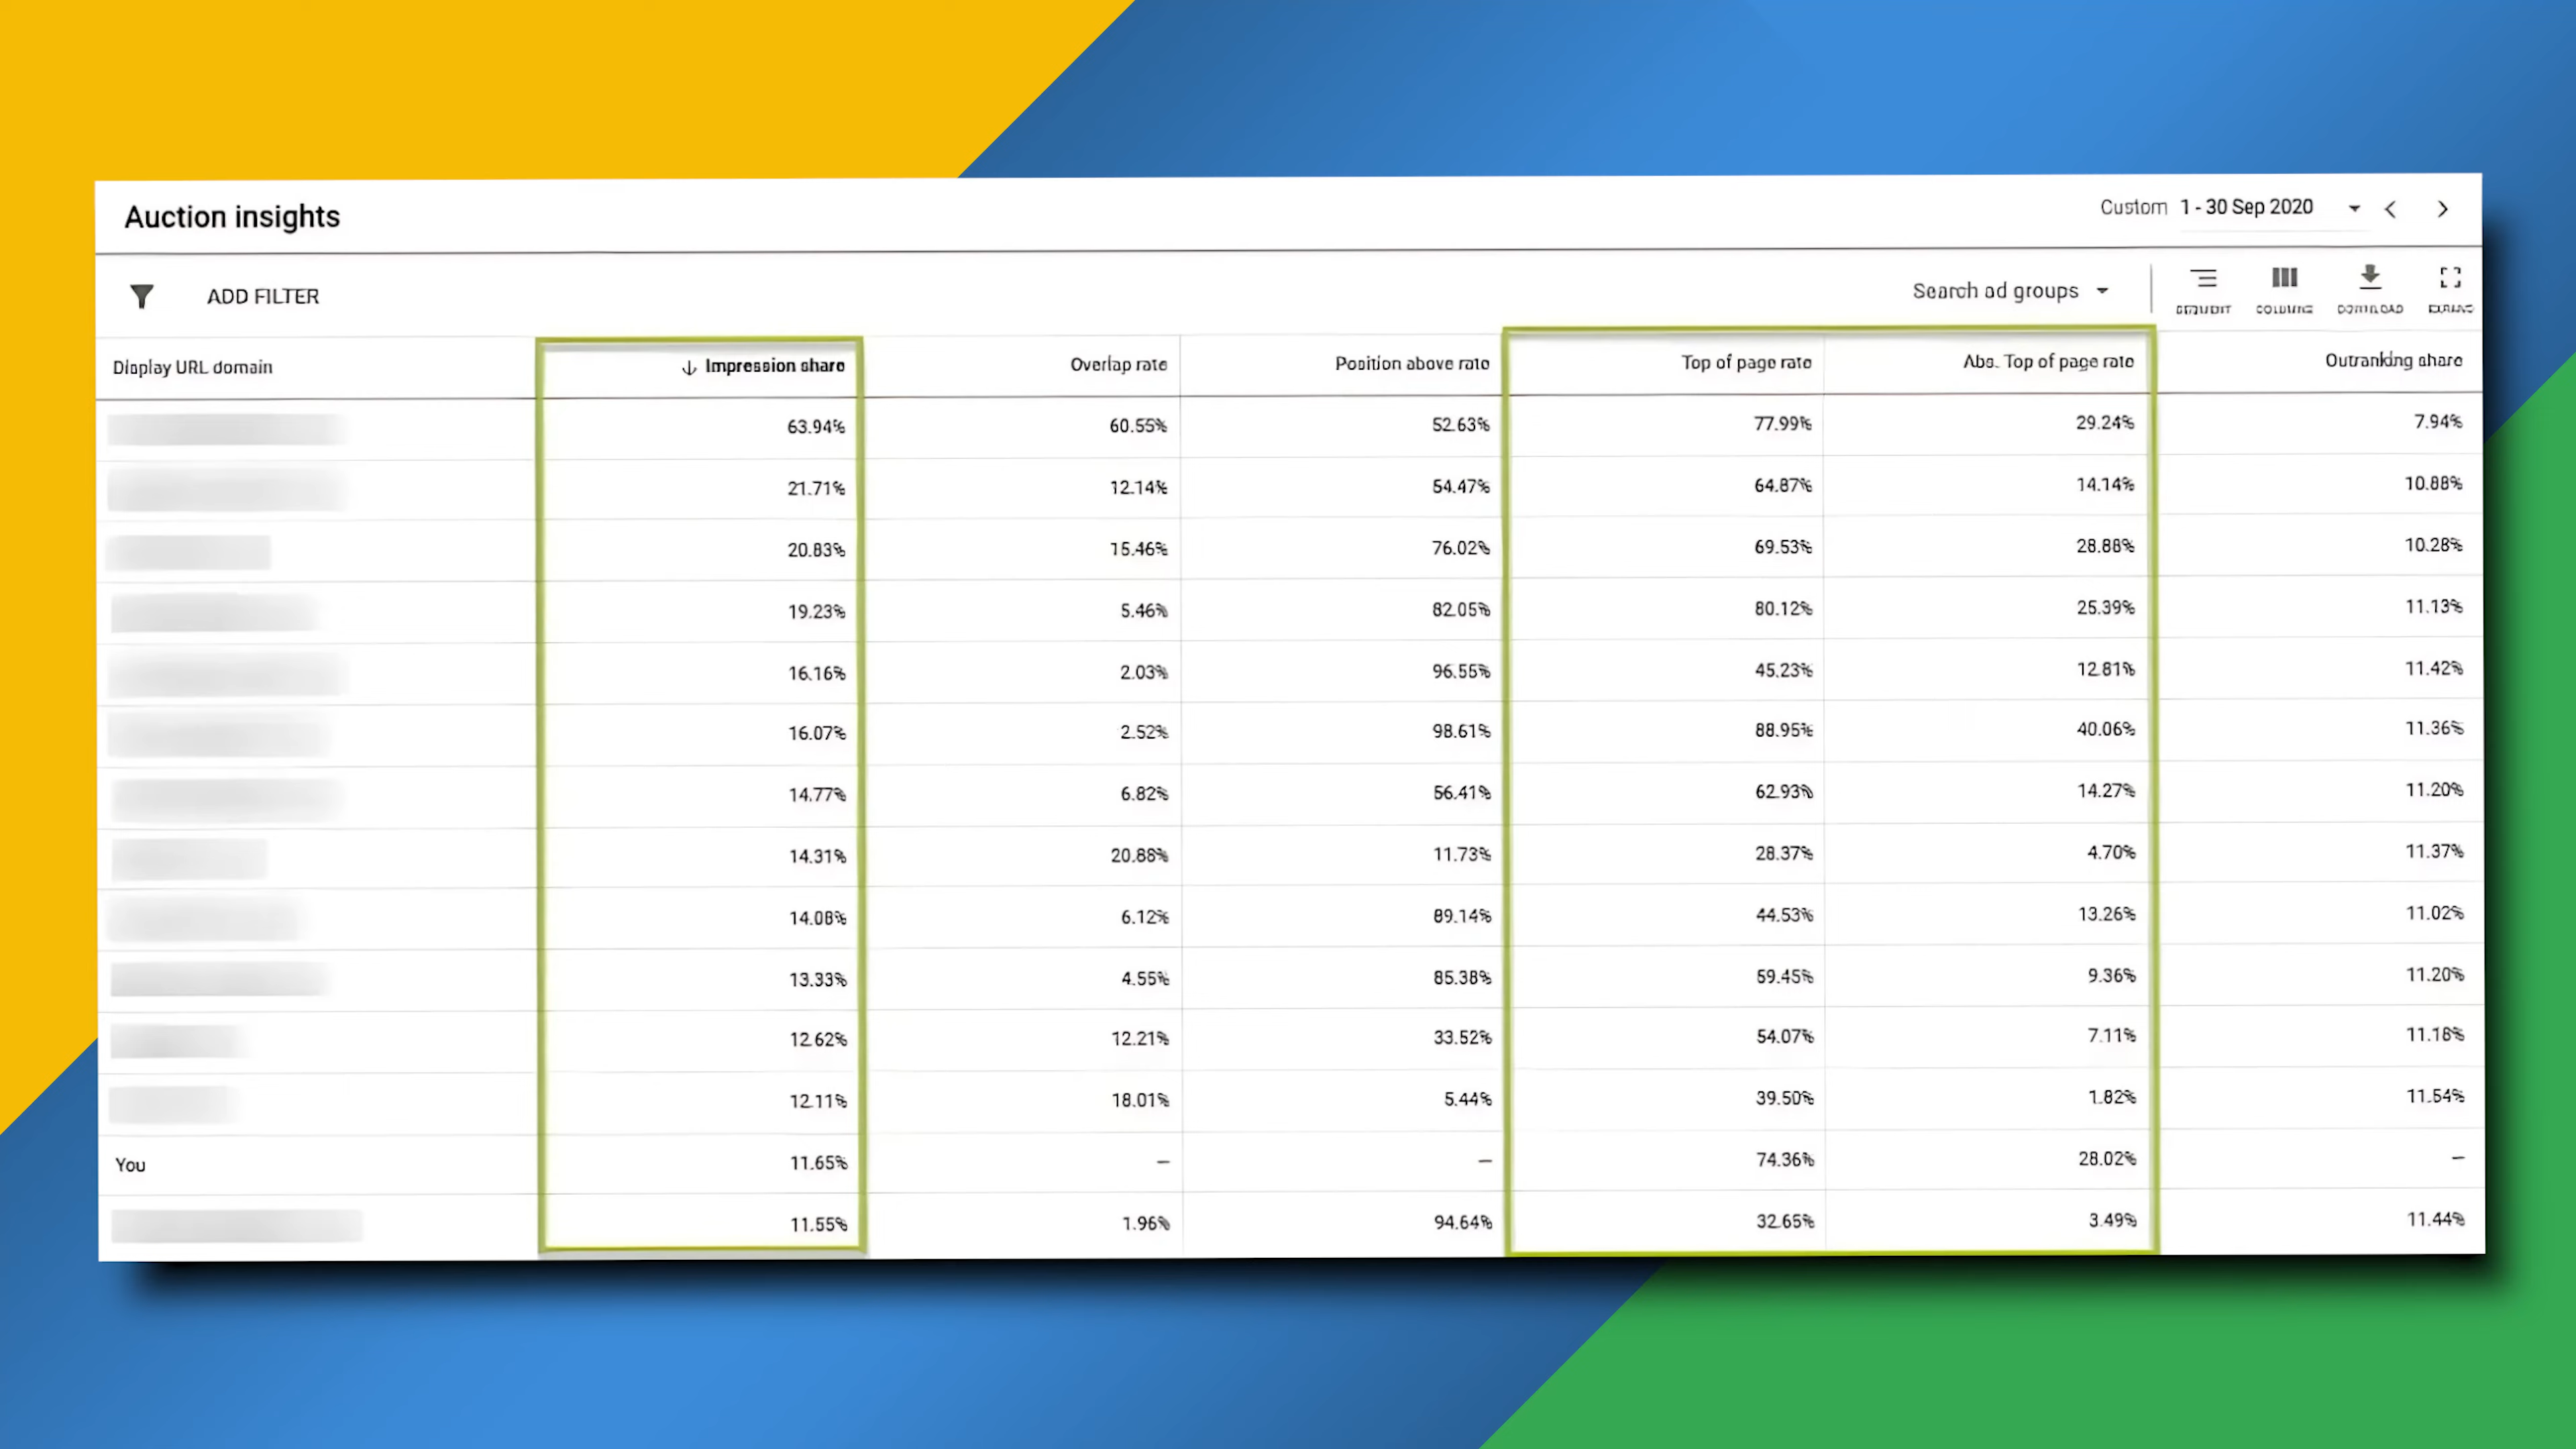 Auction insights
Custom 1 - 30 Sep 2020
ADD FILTER
Search ad groups
SEGMENT COLUMNS DOWNLOAD EXPAND
Display URL domain Impression share Overlap rate Position above rate Top of page rate Abs. Top of page rate Outranking share
63.94% 60.55% 52.63% 77.99% 29.24% 7.94%
21.71% 12.14% 54.47% 64.87% 14.14% 10.88%
20.83% 15.46% 76.02% 69.53% 28.88% 10.28%
19.23% 5.46% 82.05% 80.12% 25.39% 11.13%
16.16% 2.03% 96.55% 45.23% 12.81% 11.42%
16.07% 2.52% 98.61% 88.95% 40.06% 11.36%
14.77% 6.82% 56.41% 62.93% 14.27% 11.20%
14.31% 20.88% 11.73% 28.37% 4.70% 11.37%
14.08% 6.12% 89.14% 44.53% 13.26% 11.02%
13.33% 4.55% 85.38% 59.45% 9.36% 11.20%
12.62% 12.21% 33.52% 54.07% 7.11% 11.18%
12.11% 18.01% 5.44% 39.50% 1.82% 11.54%
You 11.65% – – 74.36% 28.02% –
11.55% 1.96% 94.64% 32.65% 3.49% 11.44%